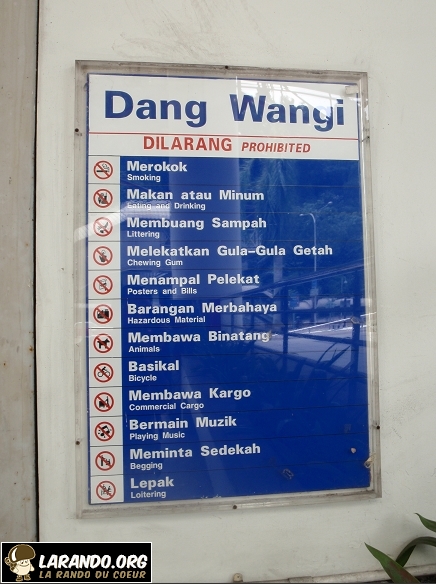 Dang Wangi
DILARANG PROHIBITED
Merokok
Smoking
Makan atau Minum
Eating and Drinking
Membuang Sampah
Littering
Melekatkan Gula-Gula Getah
Chewing Gum
Menampal Pelekat
Posters and Bills
Barangan Merbahaya
Hazardous Material
Membawa Binatang
Animals
Basikal
Bicycle
Membawa Kargo
Commercial Cargo
Bermain Muzik
Playing Music
Meminta Sedekah
Begging
Lepak
Loitering
LARANDO.ORG
LA RANDO DU COEUR